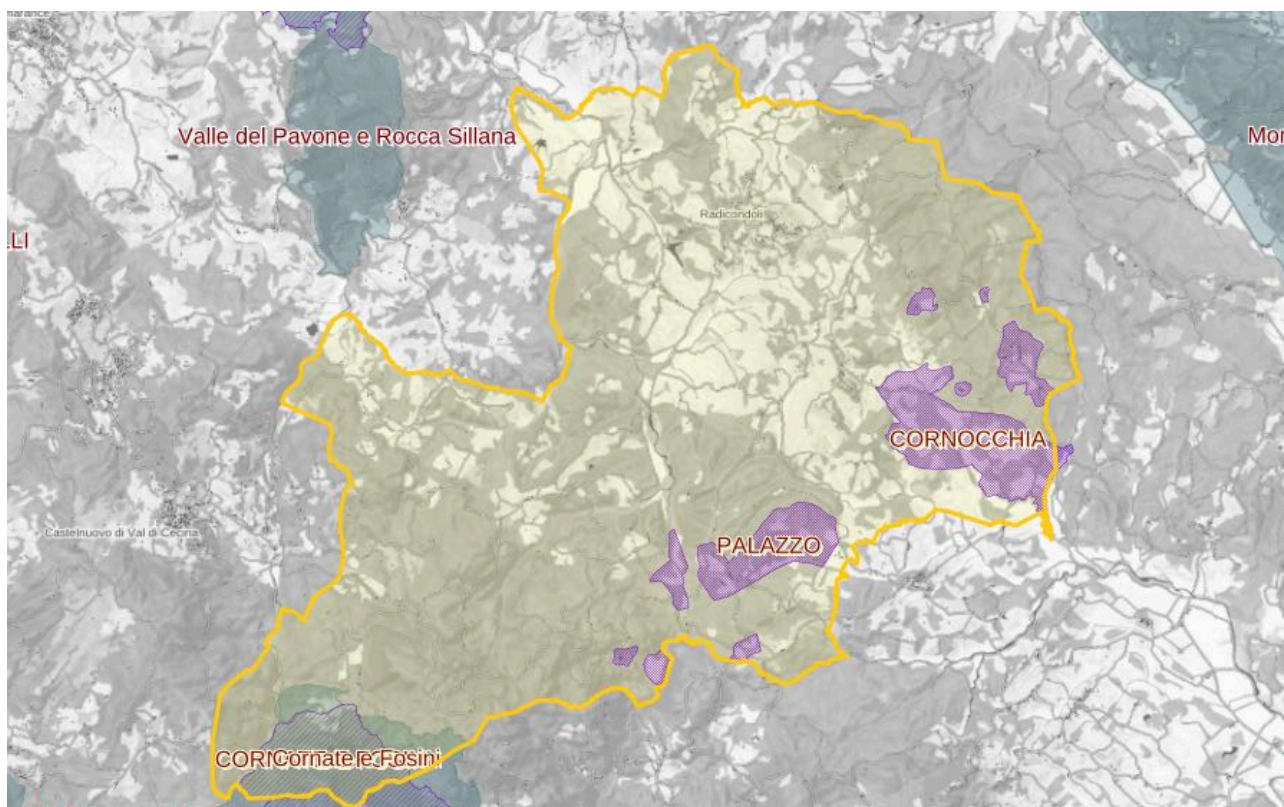 Valle del Pavone e Rocca Sillana
Radicondoli
CORNOCCHIA
Castelnuovo di Val di Cecina
PALAZZO
Cornate e Fosini